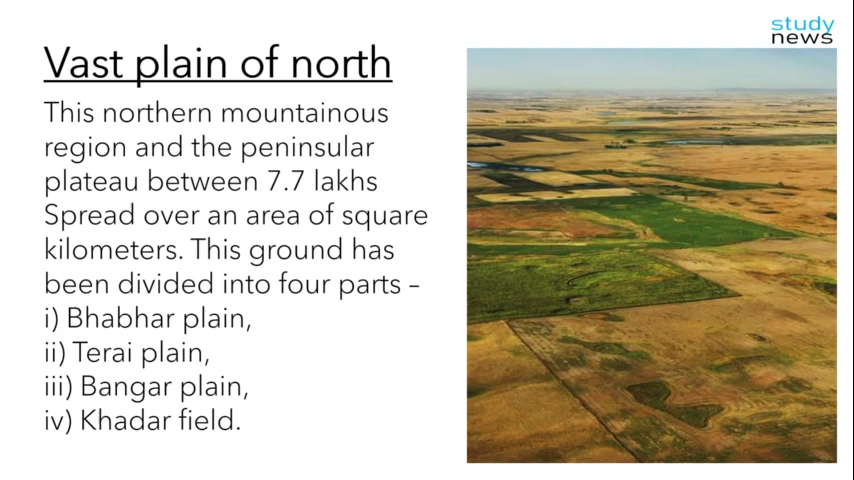 study
news
Vast plain of north
This northern mountainous
region and the peninsular
plateau between 7.7 lakhs
Spread over an area of square
kilometers. This ground has
been divided into four parts –
i) Bhabhar plain,
ii) Terai plain,
iii) Bangar plain,
iv) Khadar field.